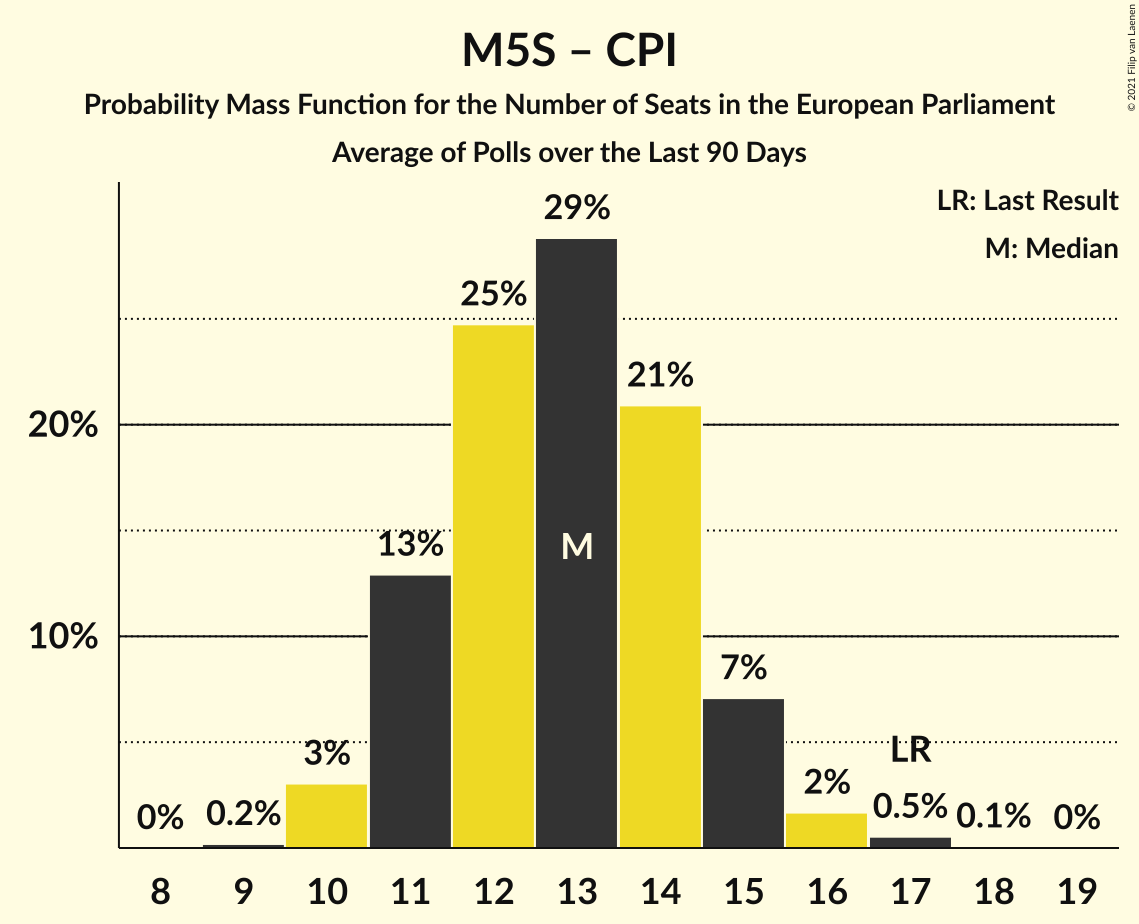 M5S – CPI
Probability Mass Function for the Number of Seats in the European Parliament
Average of Polls over the Last 90 Days
© 2021 Filip van Laenen
LR: Last Result
M: Median
29%
25%
21%
20%
13%
M
10%
7%
3%
LR
2%
0% 0.2% 0.5% 0.1% 0%
8 9 10 11 12 13 14 15 16 17 18 19